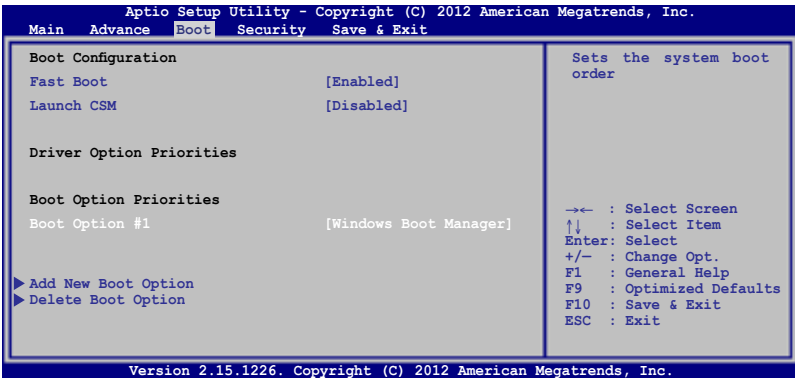 Aptio Setup Utility - Copyright (C) 2012 American Megatrends, Inc.
Main Advance Boot Security Save & Exit
Boot Configuration
Fast Boot [Enabled]
Launch CSM [Disabled]
Driver Option Priorities
Boot Option Priorities
Boot Option #1 [Windows Boot Manager]
Add New Boot Option
Delete Boot Option
Sets the system boot
order
→← : Select Screen
↑↓ : Select Item
Enter: Select
+/— : Change Opt.
F1 : General Help
F9 : Optimized Defaults
F10 : Save & Exit
ESC : Exit
Version 2.15.1226. Copyright (C) 2012 American Megatrends, Inc.